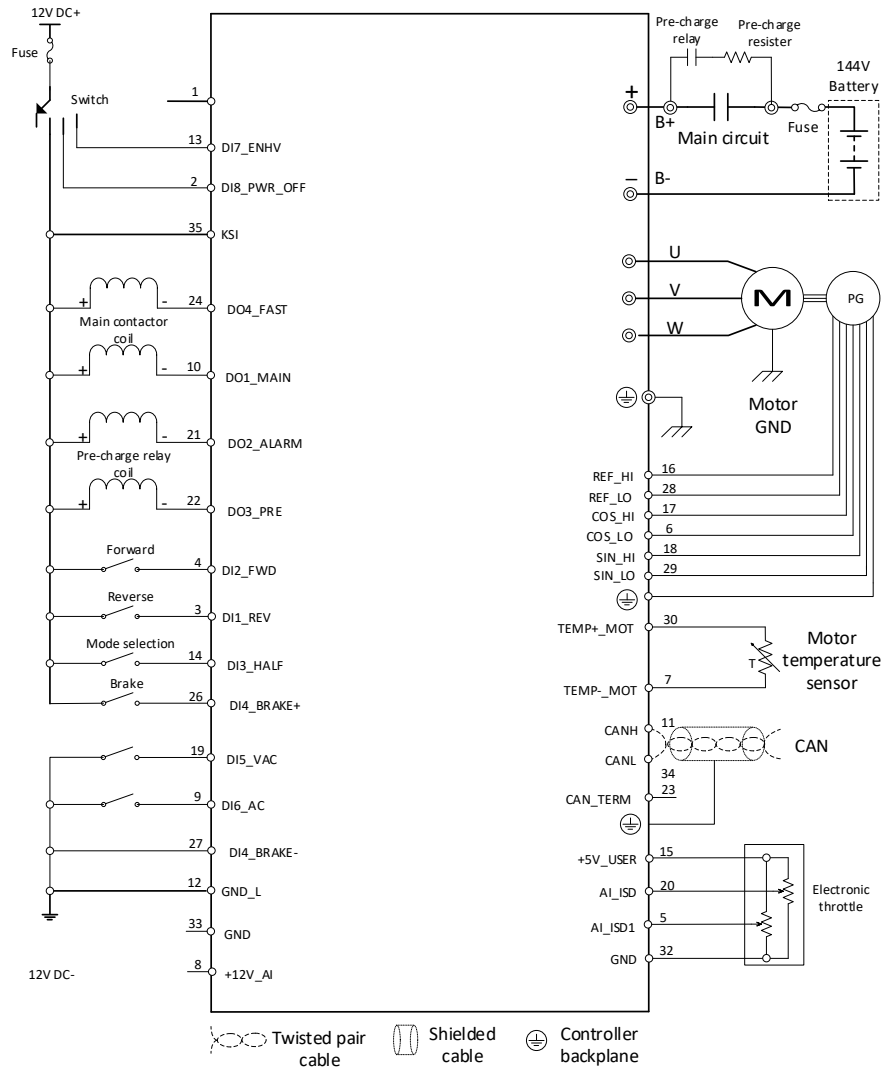 12V DC+
Fuse
Switch
1
13
DI7_ENHV
2
DI8_PWR_OFF
35
KSI
+
-
24
DO4_FAST
Main contactor
coil
+
-
10
DO1_MAIN
+
-
21
DO2_ALARM
Pre-charge relay
coil
+
-
22
DO3_PRE
Forward
4
DI2_FWD
Reverse
3
DI1_REV
Mode selection
14
DI3_HALF
Brake
26
DI4_BRAKE+
19
DI5_VAC
9
DI6_AC
27
DI4_BRAKE-
12
GND_L
33
GND
8
+12V_AI
12V DC-
Pre-charge
relay
Pre-charge
resister
144V
Battery
+
B+
Main circuit
Fuse
−
B-
U
V
W
M
PG
Motor
GND
REF_HI
16
REF_LO
28
COS_HI
17
COS_LO
6
SIN_HI
18
SIN_LO
29
TEMP+_MOT
30
T
Motor
temperature
sensor
TEMP-_MOT
7
CANH
11
CAN
CANL
34
CAN_TERM
23
+5V_USER
15
AI_ISD
20
Electronic
throttle
AI_ISD1
5
GND
32
Twisted pair
cable
Shielded
cable
Controller
backplane